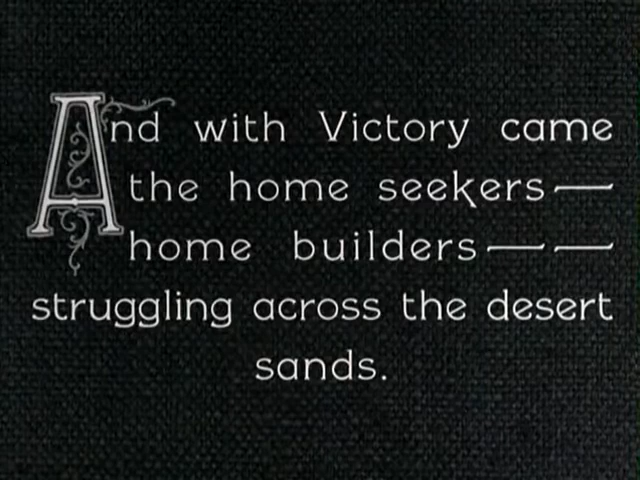 And with Victory came
the home seekers—
home builders— —
struggling across the desert
sands.